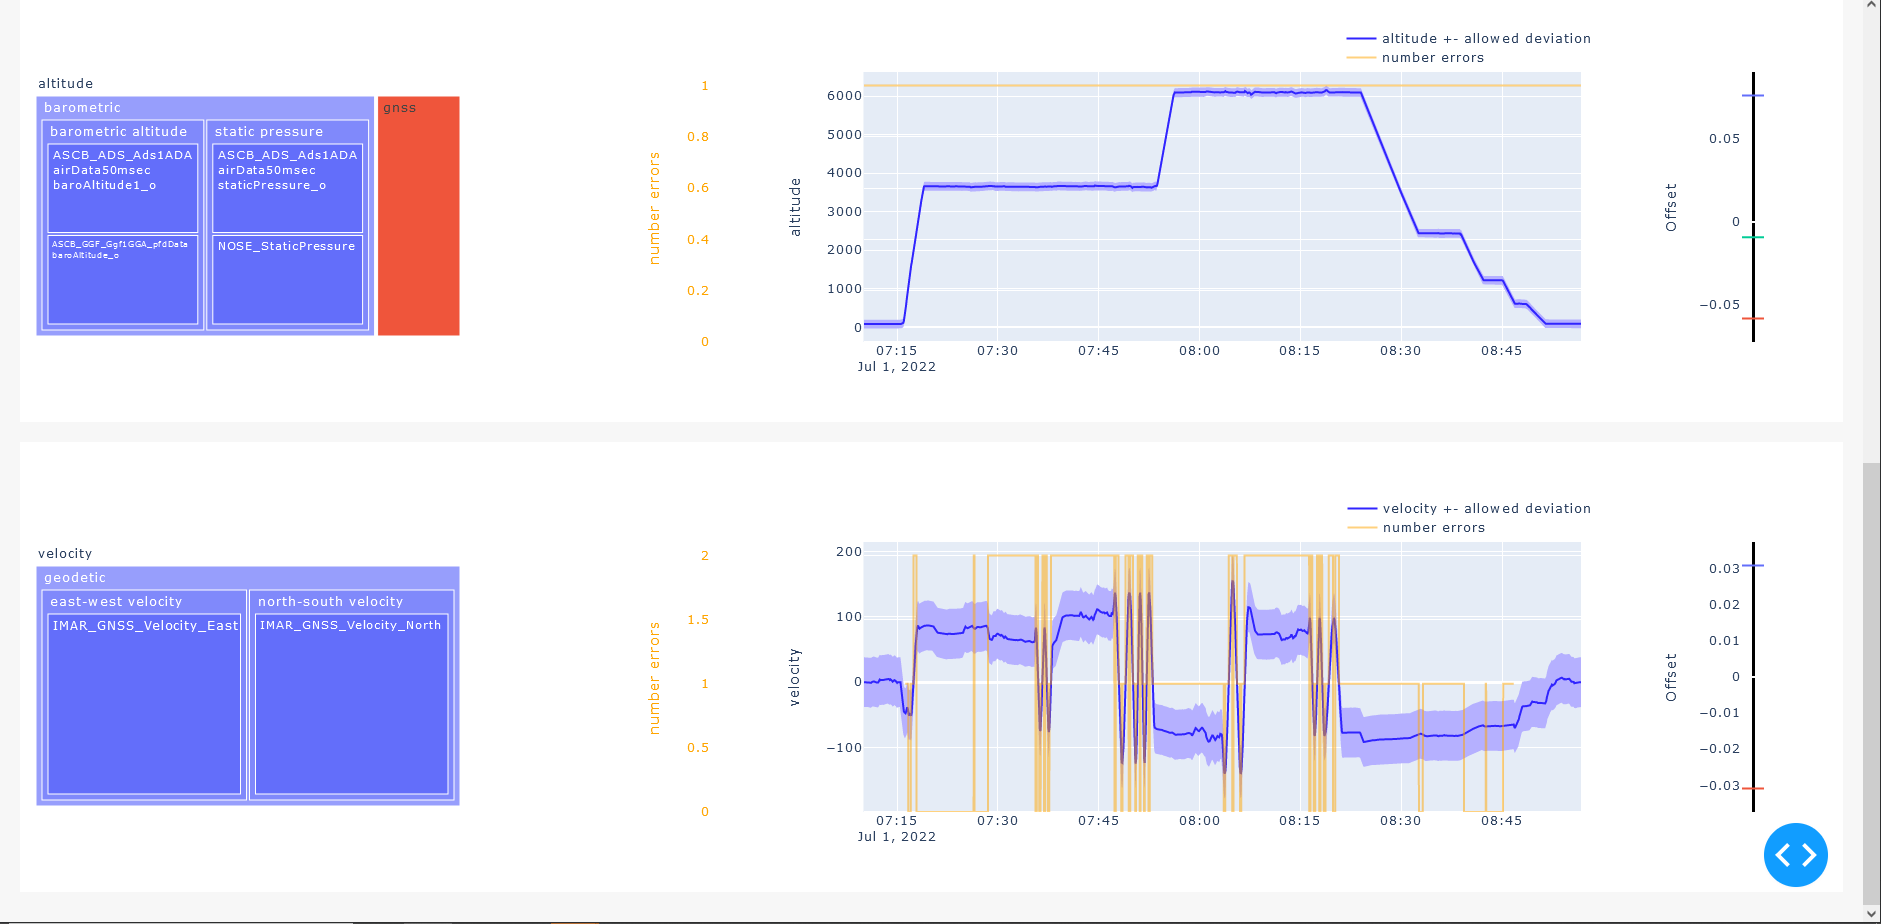 altitude +- allowed deviation
number errors
altitude
barometric
gnss
barometric altitude
static pressure
ASCB_ADS_Ads1ADA
airData50msec
baroAltitude1_o
ASCB_ADS_Ads1ADA
airData50msec
staticPressure_o
ASCB_GGF_Ggf1GGA_pfdData
baroAltitude_o
NOSE_StaticPressure
number errors
1
0.8
0.6
0.4
0.2
0
altitude
6000
5000
4000
3000
2000
1000
0
07:15
Jul 1, 2022
07:30
07:45
08:00
08:15
08:30
08:45
Offset
0.05
0
−0.05
velocity +- allowed deviation
number errors
velocity
geodetic
east-west velocity
north-south velocity
IMAR_GNSS_Velocity_East
IMAR_GNSS_Velocity_North
number errors
2
1.5
1
0.5
0
velocity
200
100
0
−100
07:15
Jul 1, 2022
07:30
07:45
08:00
08:15
08:30
08:45
Offset
0.03
0.02
0.01
0
−0.01
−0.02
−0.03